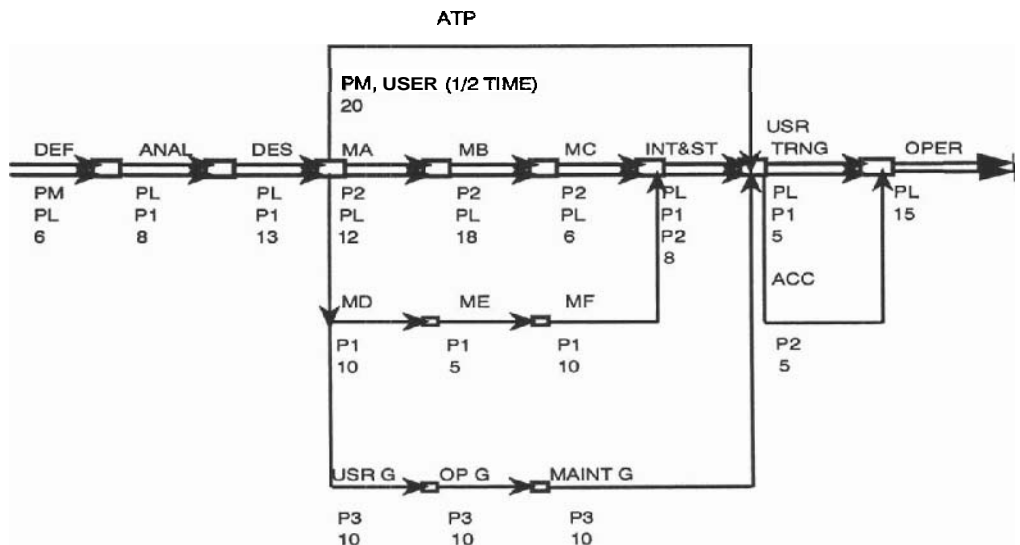 ATP
PM, USER (1/2 TIME)
20
USR
DEF ANAL DES MA MB MC INT&ST TRNG OPER
PM PL PL P2 P2 P2 PL PL PL
PL P1 P1 PL PL PL P1 P1 15
6 8 13 12 18 6 P2 5
8
ACC
MD ME MF
P1 P1 P1 P2
10 5 10 5
USR G OP G MAINT G
P3 P3 P3
10 10 10